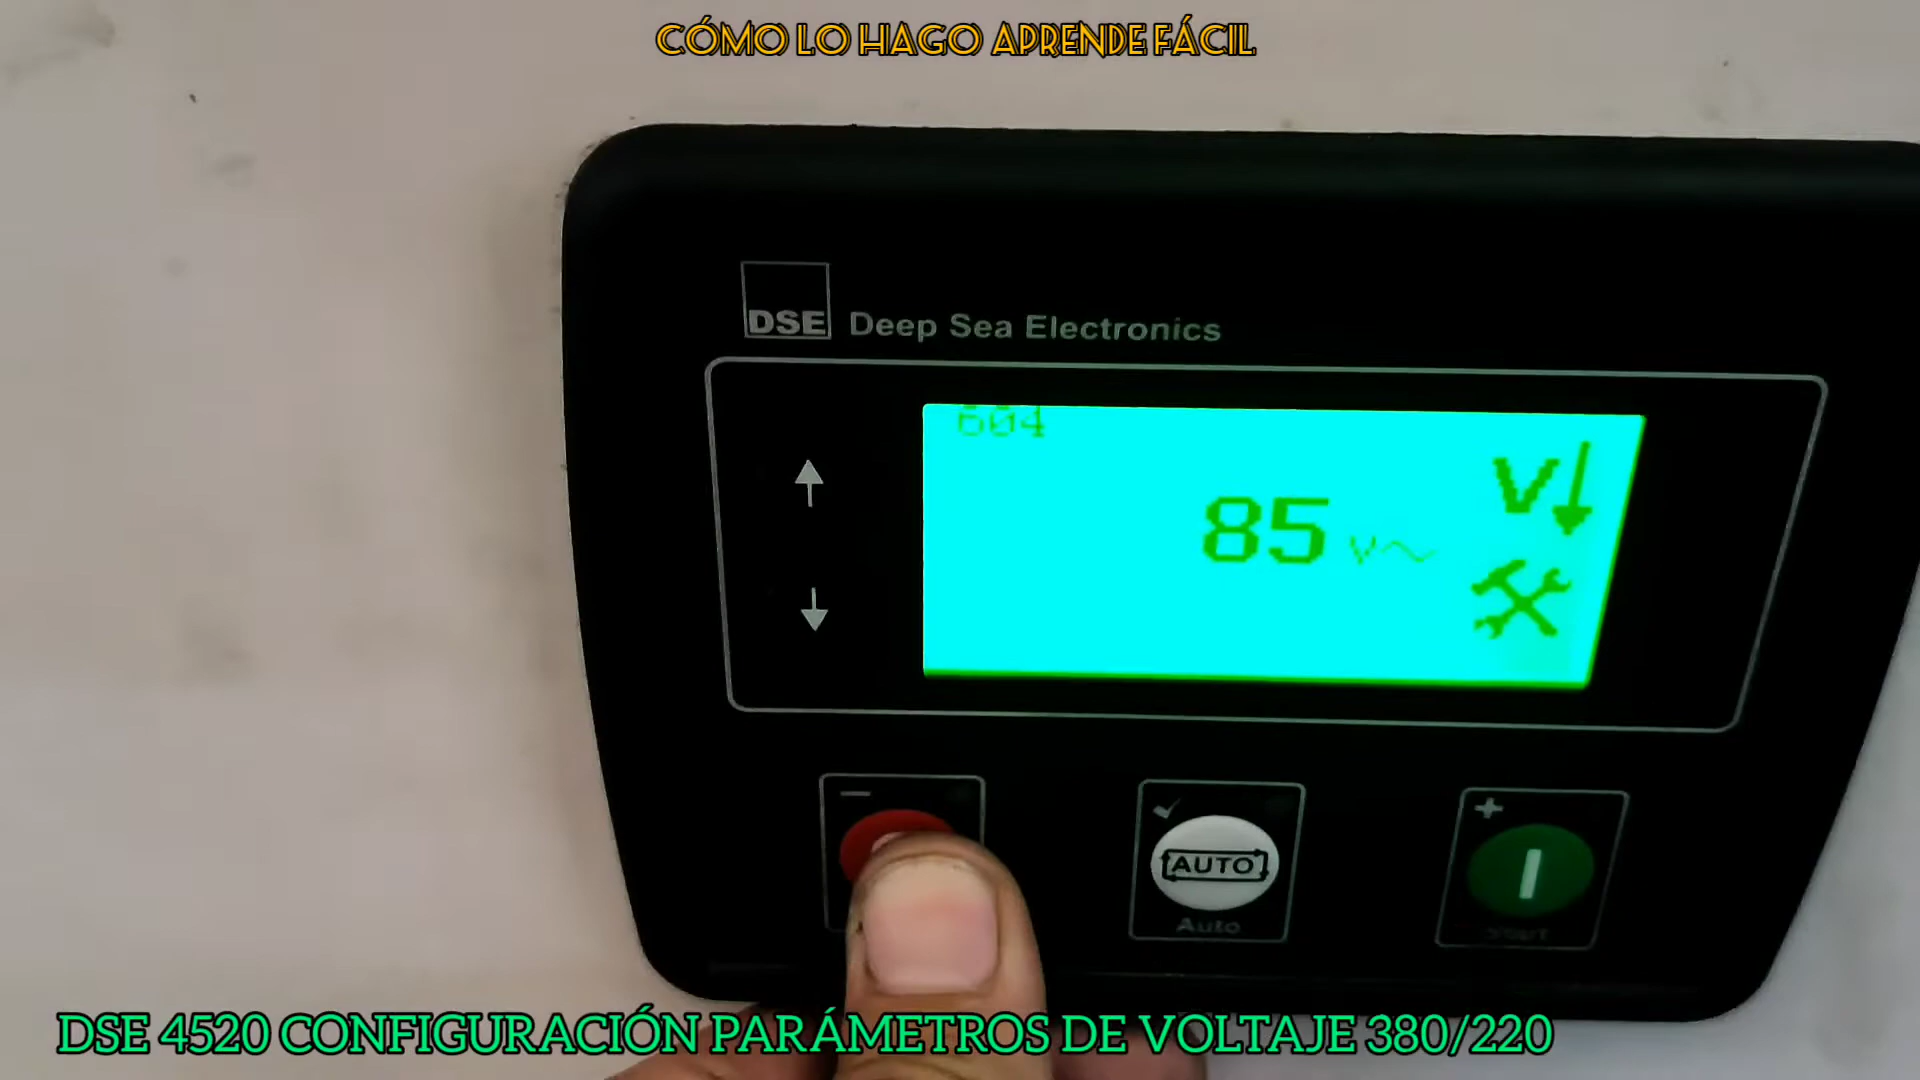 CÓMO LO HAGO APRENDE FÁCIL
DSE Deep Sea Electronics
604
V
85 V~
AUTO
Auto
Start
DSE 4520 CONFIGURACIÓN PARÁMETROS DE VOLTAJE 380/220